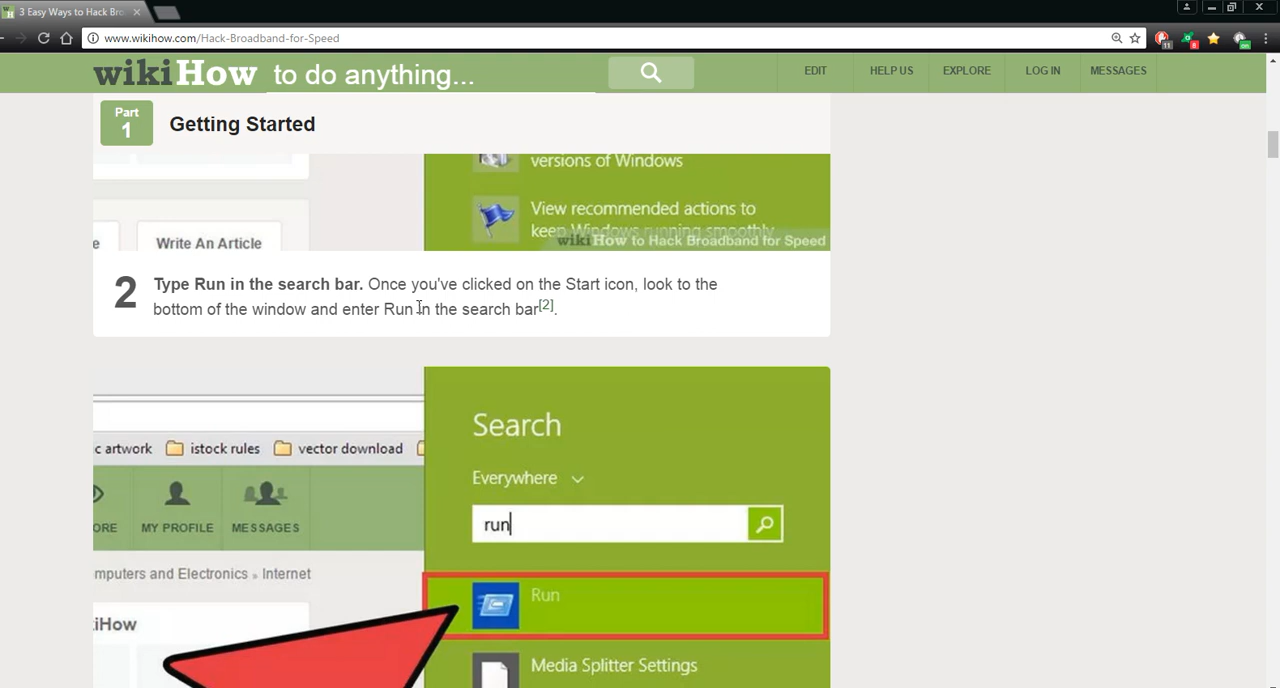 3 Easy Ways to Hack Bro
www.wikihow.com/Hack-Broadband-for-Speed
11
8
on
wikiHow to do anything...
EDIT
HELP US
EXPLORE
LOG IN
MESSAGES
Part
1
Getting Started
versions of Windows
View recommended actions to
keep Windows running smoothly
e
Write An Article
wikiHow to Hack Broadband for Speed
2
Type Run in the search bar. Once you've clicked on the Start icon, look to the
bottom of the window and enter Run in the search bar[2].
Search
c artwork
istock rules
vector download
Everywhere
run
ORE
MY PROFILE
MESSAGES
mputers and Electronics » Internet
Run
iHow
Media Splitter Settings